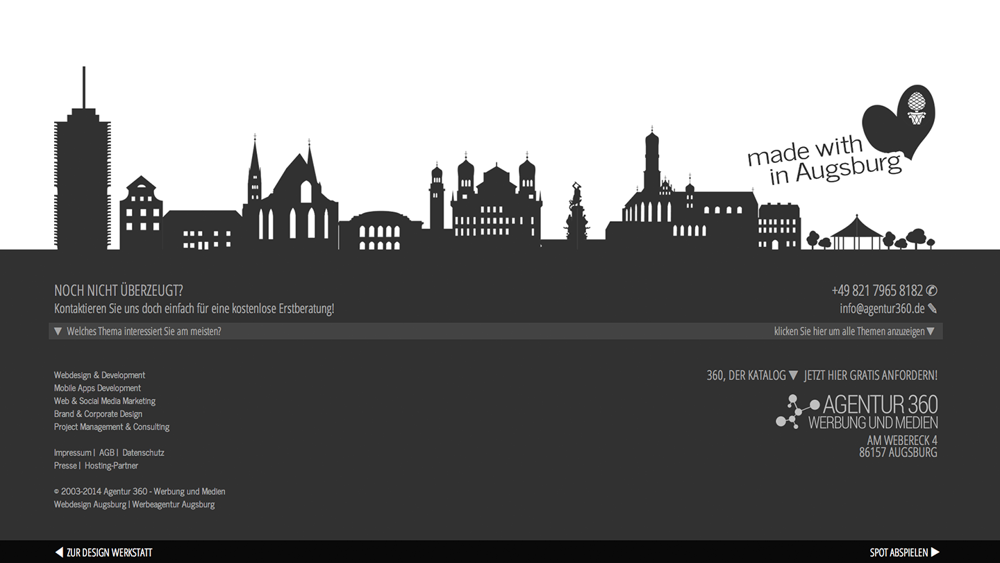 made with
in Augsburg
NOCH NICHT ÜBERZEUGT?
Kontaktieren Sie uns doch einfach für eine kostenlose Erstberatung!
+49 821 7965 8182 ✆
info@agentur360.de ✎
▼ Welches Thema interessiert Sie am meisten?
klicken Sie hier um alle Themen anzuzeigen ▼
Webdesign & Development
Mobile Apps Development
Web & Social Media Marketing
Brand & Corporate Design
Project Management & Consulting
Impressum | AGB | Datenschutz
Presse | Hosting-Partner
© 2003-2014 Agentur 360 - Werbung und Medien
Webdesign Augsburg | Werbeagentur Augsburg
360, DER KATALOG ▼ JETZT HIER GRATIS ANFORDERN!
AGENTUR 360
WERBUNG UND MEDIEN
AM WEBERECK 4
86157 AUGSBURG
◀ ZUR DESIGN WERKSTATT
SPOT ABSPIELEN ▶